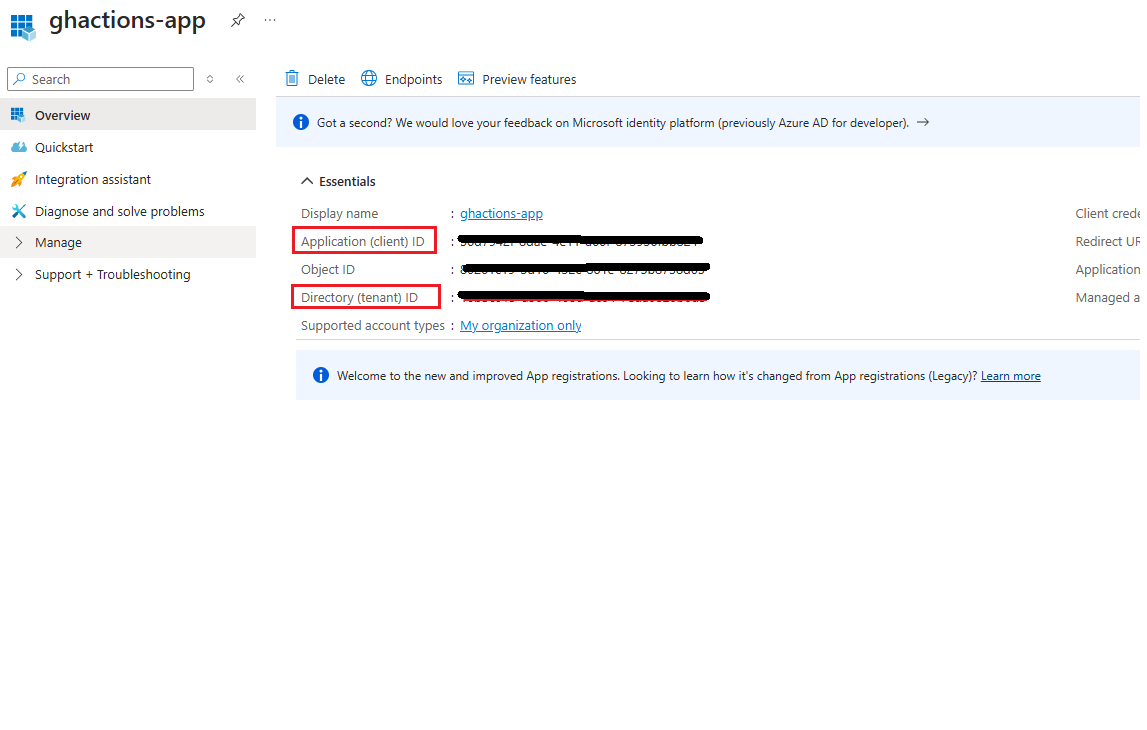 ghactions-app
Search
Delete
Endpoints
Preview features
Overview
Quickstart
Integration assistant
Diagnose and solve problems
Manage
Support + Troubleshooting
Got a second? We would love your feedback on Microsoft identity platform (previously Azure AD for developer). →
Essentials
Display name : ghactions-app
Application (client) ID :
Object ID :
Directory (tenant) ID :
Supported account types : My organization only
Client crede
Redirect UR
Application
Managed a
Welcome to the new and improved App registrations. Looking to learn how it's changed from App registrations (Legacy)? Learn more